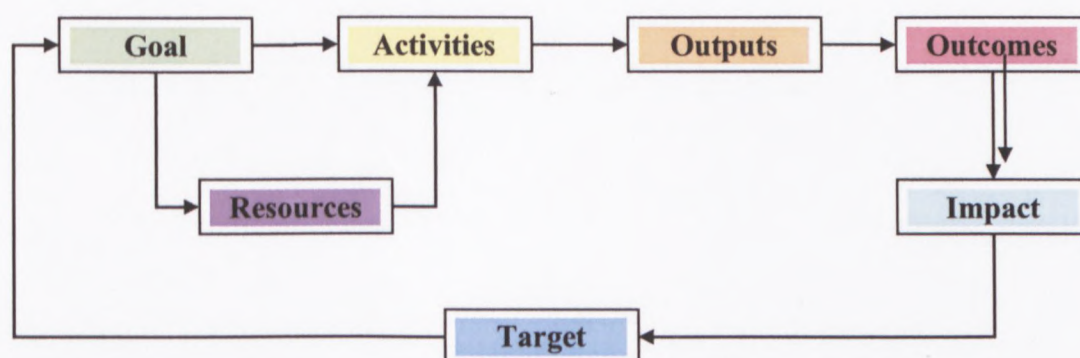 Goal
Activities
Outputs
Outcomes
Resources
Impact
Target